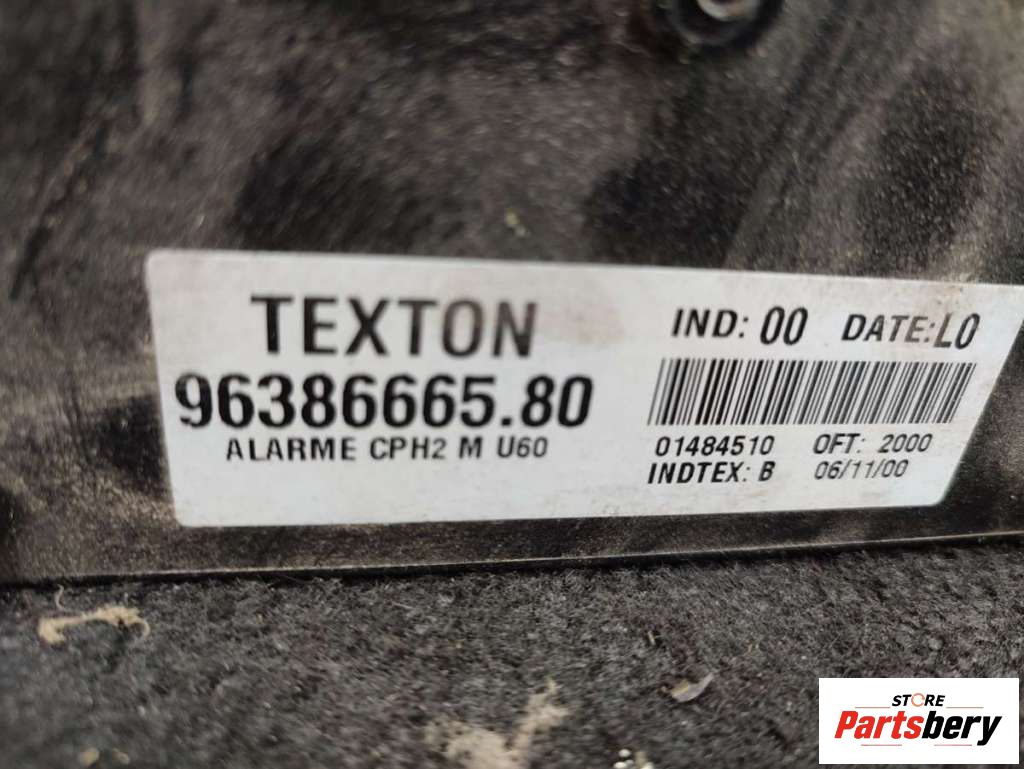 TEXTON
96386665.80
ALARME CPH2 M U60
IND: 00 DATE: L0
01484510 OFT: 2000
INDTEX: B 06/11/00
STORE
Partsbery